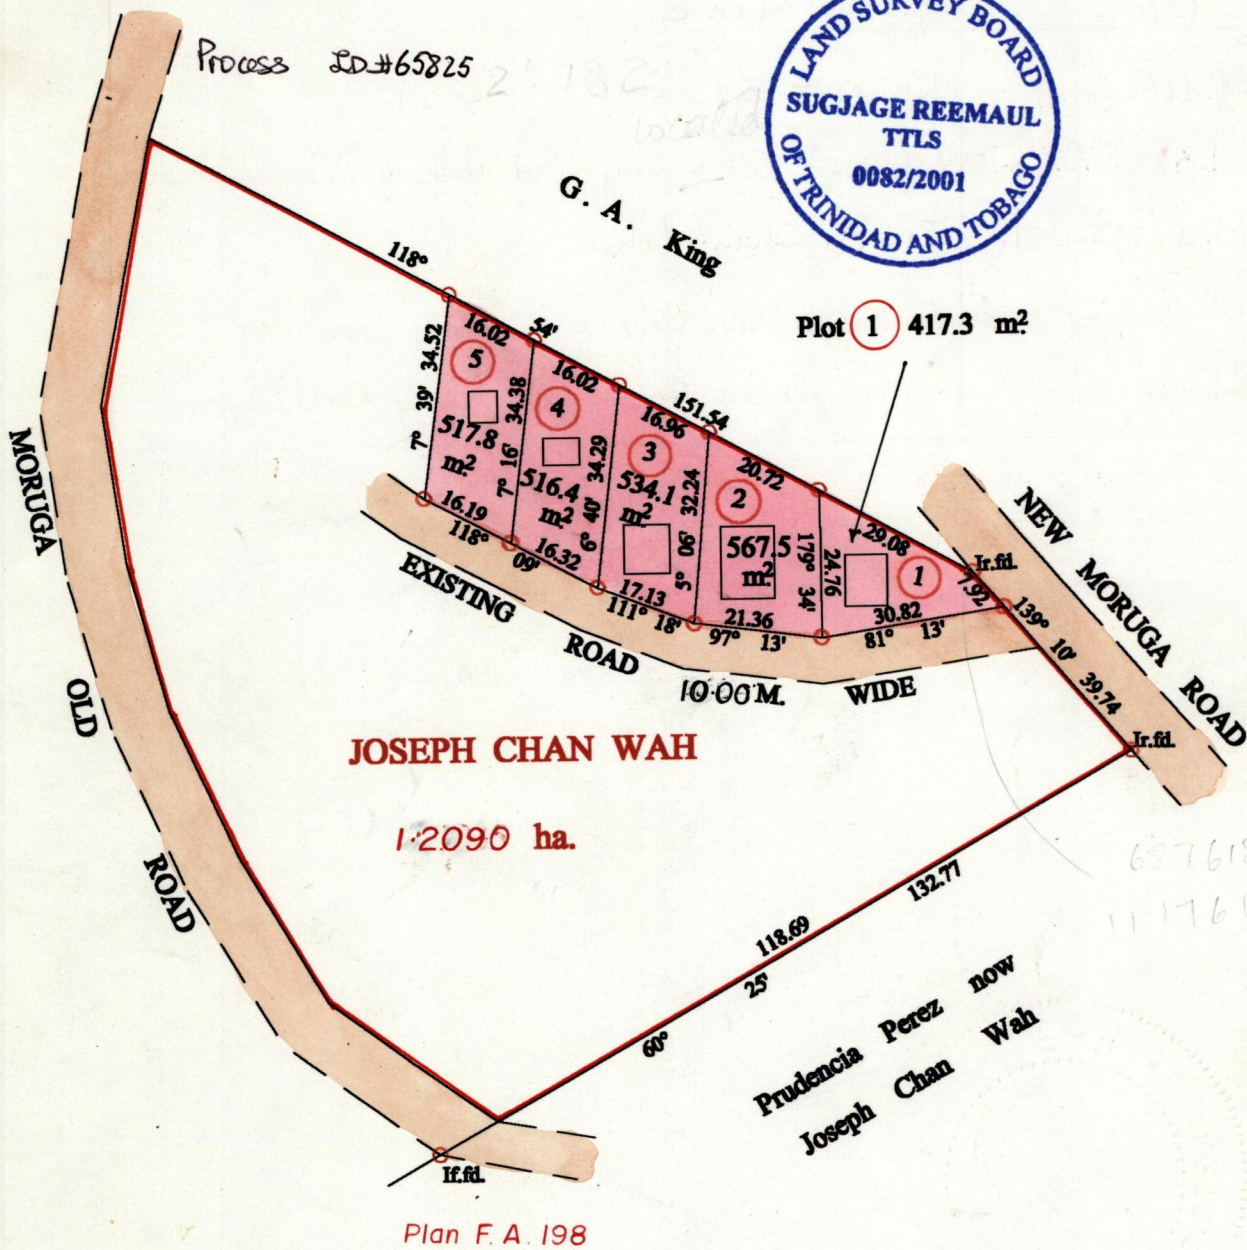 Process LD#65825
LAND SURVEY BOARD
SUGJAGE REEMAUL
TTLS
0082/2001
OF TRINIDAD AND TOBAGO
G. A. King
Plot 1 417.3 m²
118° 54' 151.54
16.02
16.02
16.96
20.72
29.08
Ir.fd.
7.92
5
517.8
m²
7° 39' 34.52
4
516.4
m²
7° 16' 34.38
3
534.1
m²
6° 40' 34.29
2
567.5
m²
5° 06' 32.24
1
179° 34' 24.76
16.19
118° 09'
16.32
17.13
111° 18'
21.36
97° 13'
30.82
81° 13'
139° 10' 39.74
Ir.fd.
NEW MORUGA ROAD
EXISTING ROAD 10·00 M. WIDE
MORUGA OLD ROAD
JOSEPH CHAN WAH
1·2090 ha.
132.77
118.69
60° 25'
Prudencia Perez now
Joseph Chan Wah
If.fd.
Plan F. A. 198